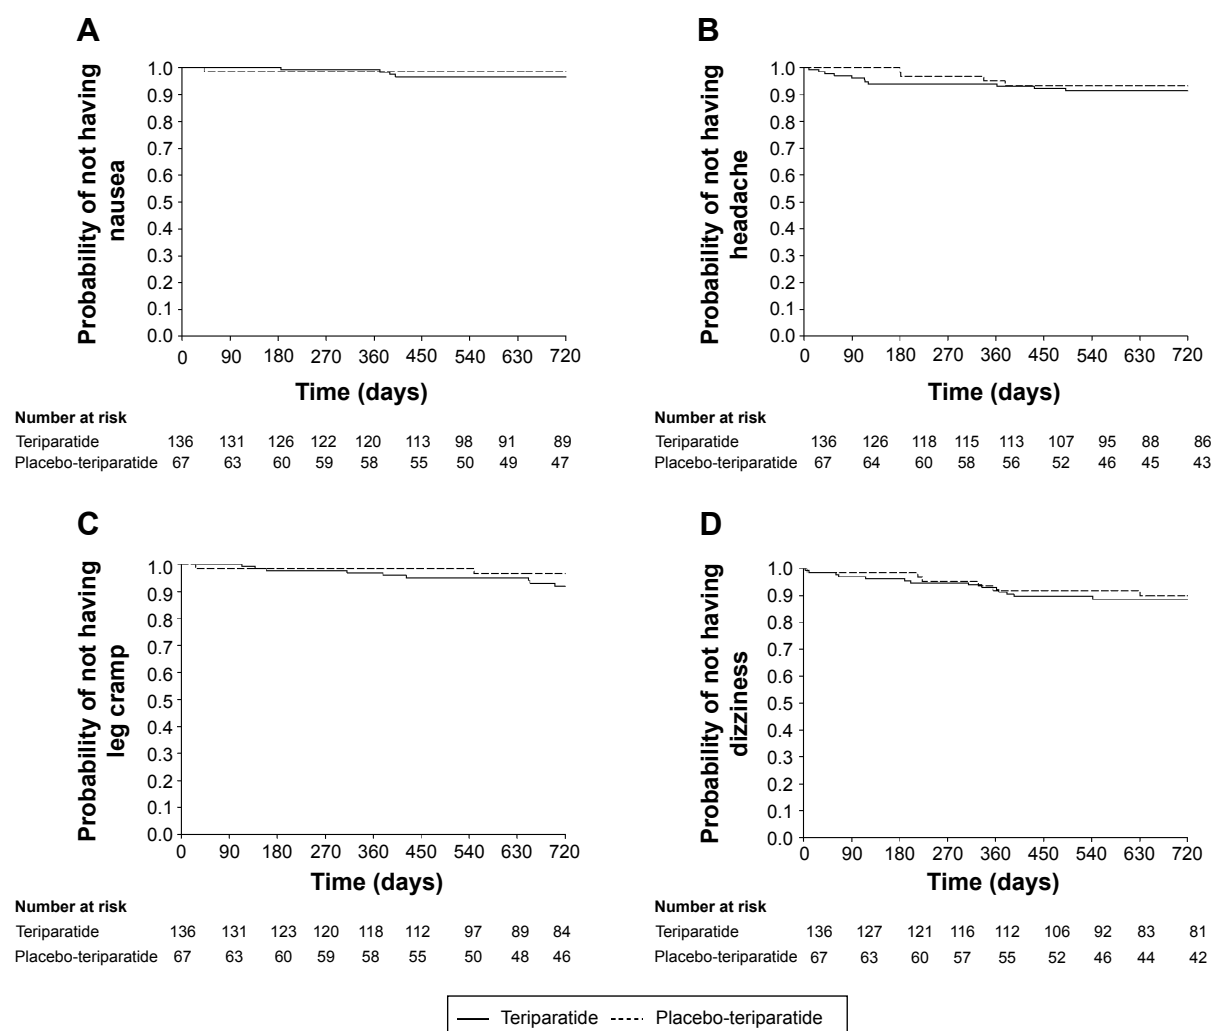 A
Probability of not having
nausea
1.0
0.9
0.8
0.7
0.6
0.5
0.4
0.3
0.2
0.1
0.0
0 90 180 270 360 450 540 630 720
Time (days)
Number at risk
Teriparatide 136 131 126 122 120 113 98 91 89
Placebo-teriparatide 67 63 60 59 58 55 50 49 47
B
Probability of not having
headache
1.0
0.9
0.8
0.7
0.6
0.5
0.4
0.3
0.2
0.1
0.0
0 90 180 270 360 450 540 630 720
Time (days)
Number at risk
Teriparatide 136 126 118 115 113 107 95 88 86
Placebo-teriparatide 67 64 60 58 56 52 46 45 43
C
Probability of not having
leg cramp
1.0
0.9
0.8
0.7
0.6
0.5
0.4
0.3
0.2
0.1
0.0
0 90 180 270 360 450 540 630 720
Time (days)
Number at risk
Teriparatide 136 131 123 120 118 112 97 89 84
Placebo-teriparatide 67 63 60 59 58 55 50 48 46
D
Probability of not having
dizziness
1.0
0.9
0.8
0.7
0.6
0.5
0.4
0.3
0.2
0.1
0.0
0 90 180 270 360 450 540 630 720
Time (days)
Number at risk
Teriparatide 136 127 121 116 112 106 92 83 81
Placebo-teriparatide 67 63 60 57 55 52 46 44 42
Teriparatide Placebo-teriparatide